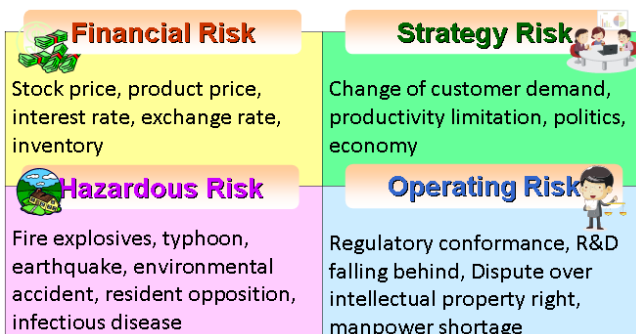 Financial Risk
Stock price, product price,
interest rate, exchange rate,
inventory
Strategy Risk
Change of customer demand,
productivity limitation, politics,
economy
Hazardous Risk
Fire explosives, typhoon,
earthquake, environmental
accident, resident opposition,
infectious disease
Operating Risk
Regulatory conformance, R&D
falling behind, Dispute over
intellectual property right,
manpower shortage